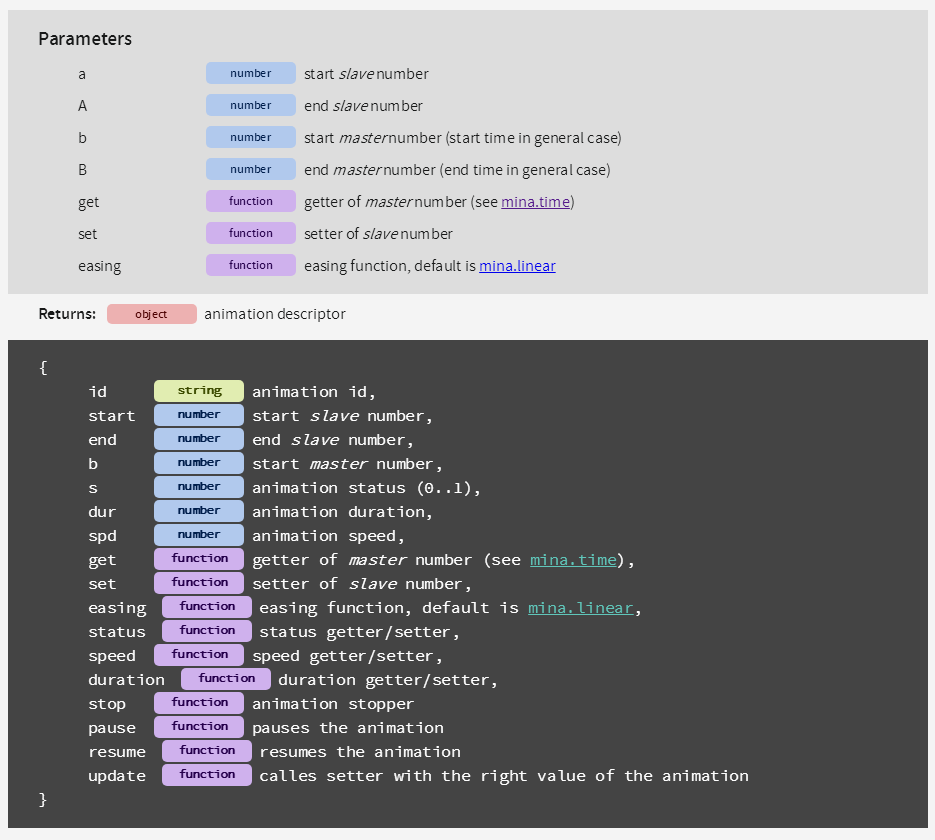 Parameters
a number start slave number
A number end slave number
b number start master number (start time in general case)
B number end master number (end time in general case)
get function getter of master number (see mina.time)
set function setter of slave number
easing function easing function, default is mina.linear
Returns: object animation descriptor
{
id string animation id,
start number start slave number,
end number end slave number,
b number start master number,
s number animation status (0..1),
dur number animation duration,
spd number animation speed,
get function getter of master number (see mina.time),
set function setter of slave number,
easing function easing function, default is mina.linear,
status function status getter/setter,
speed function speed getter/setter,
duration function duration getter/setter,
stop function animation stopper
pause function pauses the animation
resume function resumes the animation
update function calles setter with the right value of the animation
}